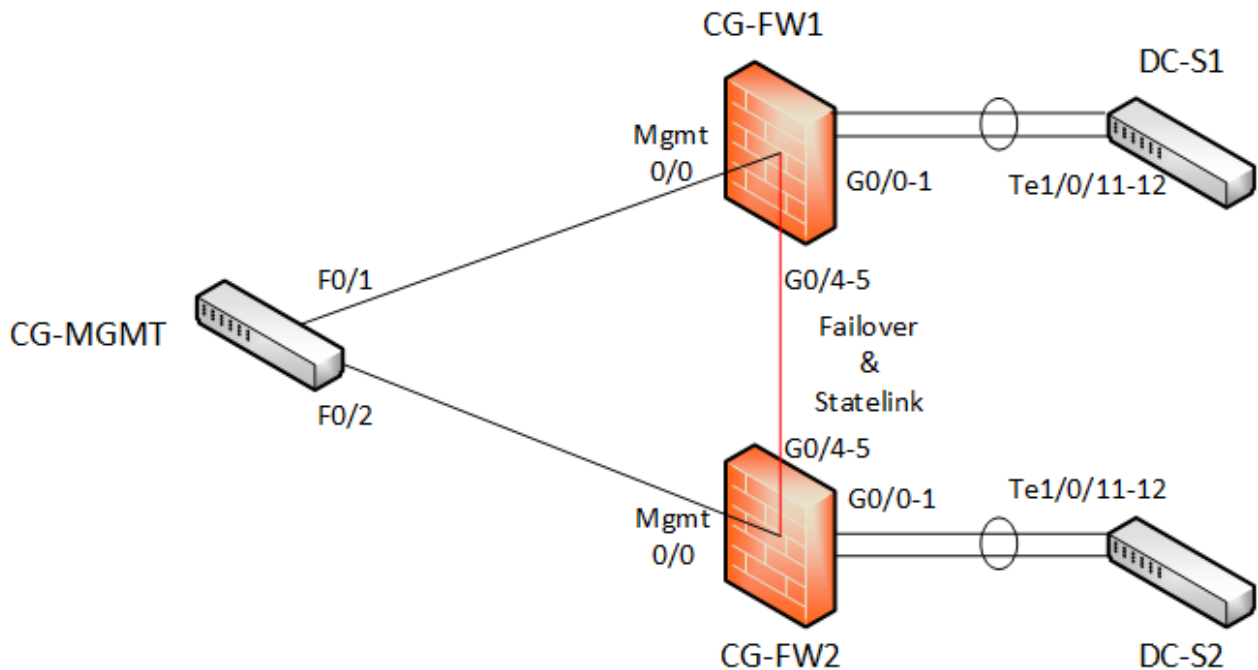 CG-FW1
DC-S1
Mgmt
0/0
G0/0-1
Te1/0/11-12
F0/1
G0/4-5
CG-MGMT
Failover
&
Statelink
F0/2
G0/4-5
G0/0-1
Te1/0/11-12
Mgmt
0/0
CG-FW2
DC-S2